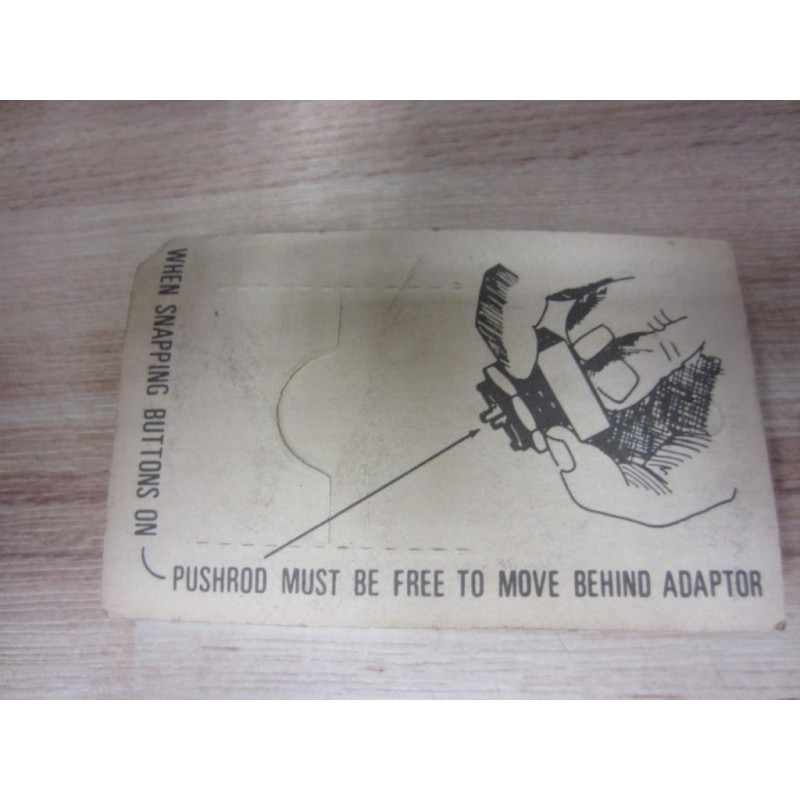 WHEN SNAPPING BUTTONS ON
PUSHROD MUST BE FREE TO MOVE BEHIND ADAPTOR